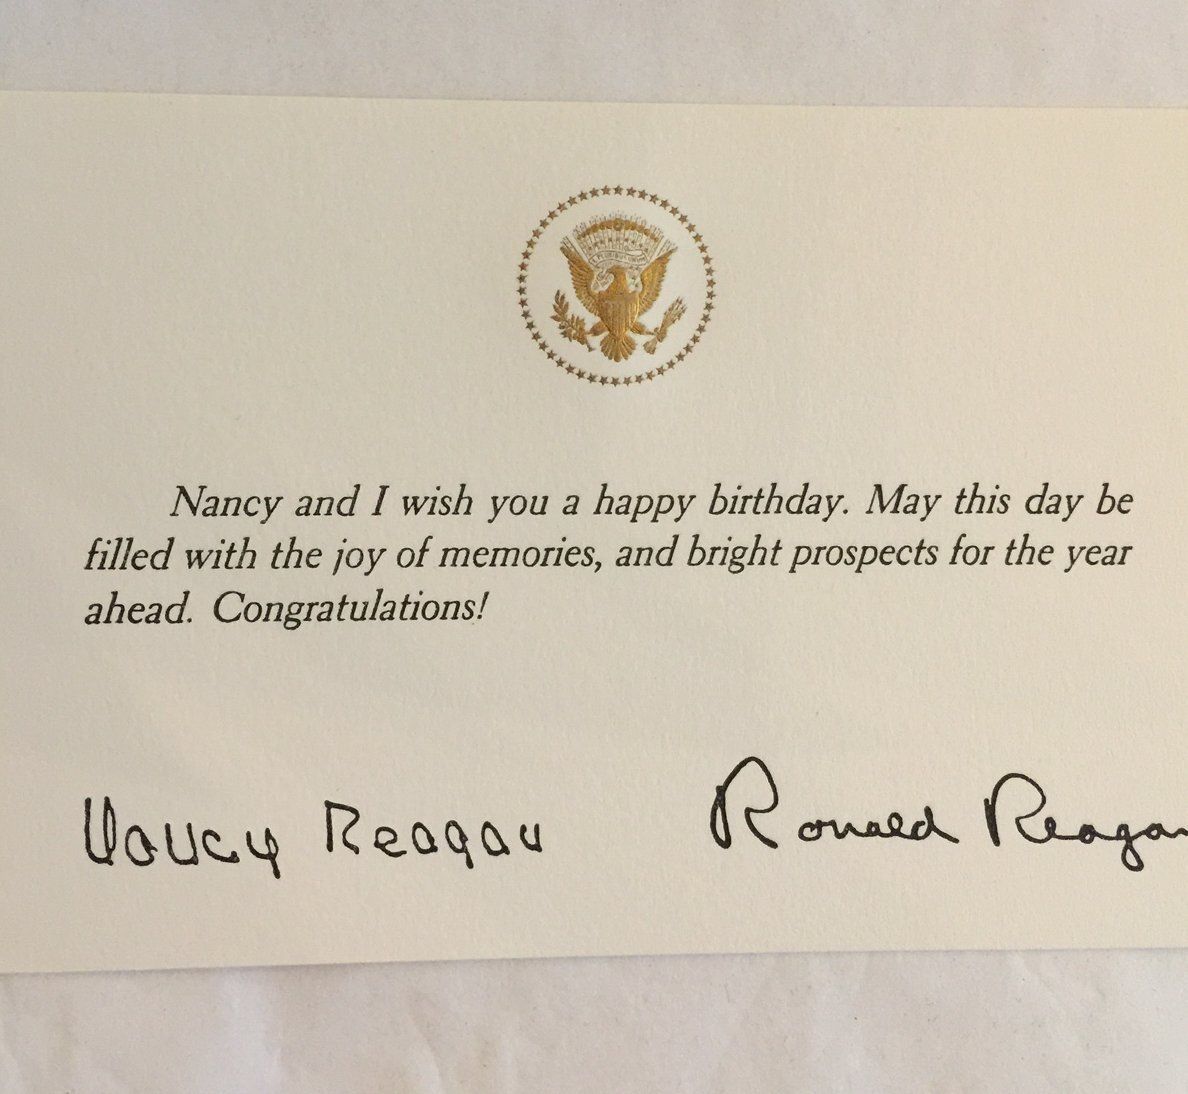 Nancy and I wish you a happy birthday. May this day be
filled with the joy of memories, and bright prospects for the year
ahead. Congratulations!
Nancy Reagan Ronald Reagan